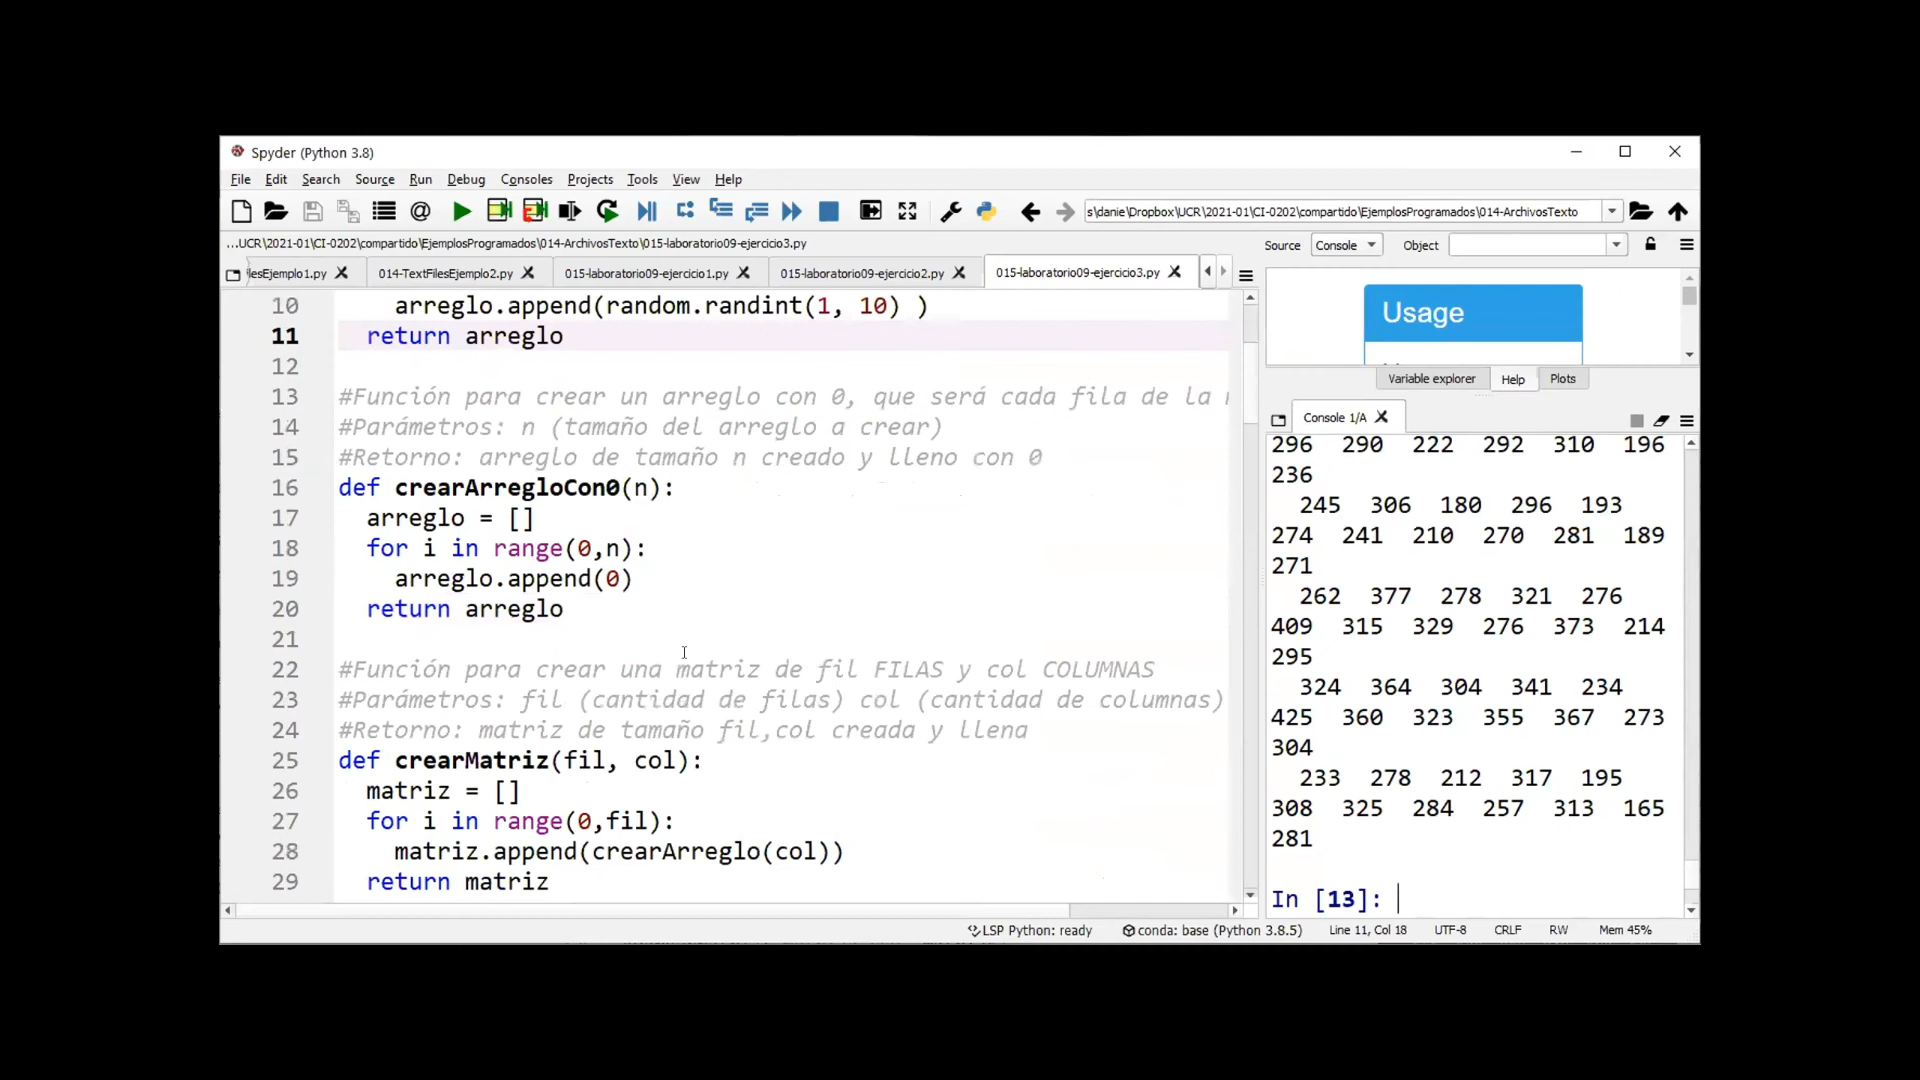 Spyder (Python 3.8)
File Edit Search Source Run Debug Consoles Projects Tools View Help
s\danie\Dropbox\UCR\2021-01\CI-0202\compartido\EjemplosProgramados\014-ArchivosTexto
...UCR\2021-01\CI-0202\compartido\EjemplosProgramados\014-ArchivosTexto\015-laboratorio09-ejercicio3.py
Source Console Object
lesEjemplo1.py 014-TextFilesEjemplo2.py 015-laboratorio09-ejercicio1.py 015-laboratorio09-ejercicio2.py 015-laboratorio09-ejercicio3.py
10 arreglo.append(random.randint(1, 10) )
11 return arreglo
12
13 #Función para crear un arreglo con 0, que será cada fila de la
14 #Parámetros: n (tamaño del arreglo a crear)
15 #Retorno: arreglo de tamaño n creado y lleno con 0
16 def crearArregloCon0(n):
17 arreglo = []
18 for i in range(0,n):
19 arreglo.append(0)
20 return arreglo
21
22 #Función para crear una matriz de fil FILAS y col COLUMNAS
23 #Parámetros: fil (cantidad de filas) col (cantidad de columnas)
24 #Retorno: matriz de tamaño fil,col creada y llena
25 def crearMatriz(fil, col):
26 matriz = []
27 for i in range(0,fil):
28 matriz.append(crearArreglo(col))
29 return matriz
Usage
Variable explorer Help Plots
Console 1/A
296 290 222 292 310 196
236
245 306 180 296 193
274 241 210 270 281 189
271
262 377 278 321 276
409 315 329 276 373 214
295
324 364 304 341 234
425 360 323 355 367 273
304
233 278 212 317 195
308 325 284 257 313 165
281
In [13]:
LSP Python: ready conda: base (Python 3.8.5) Line 11, Col 18 UTF-8 CRLF RW Mem 45%